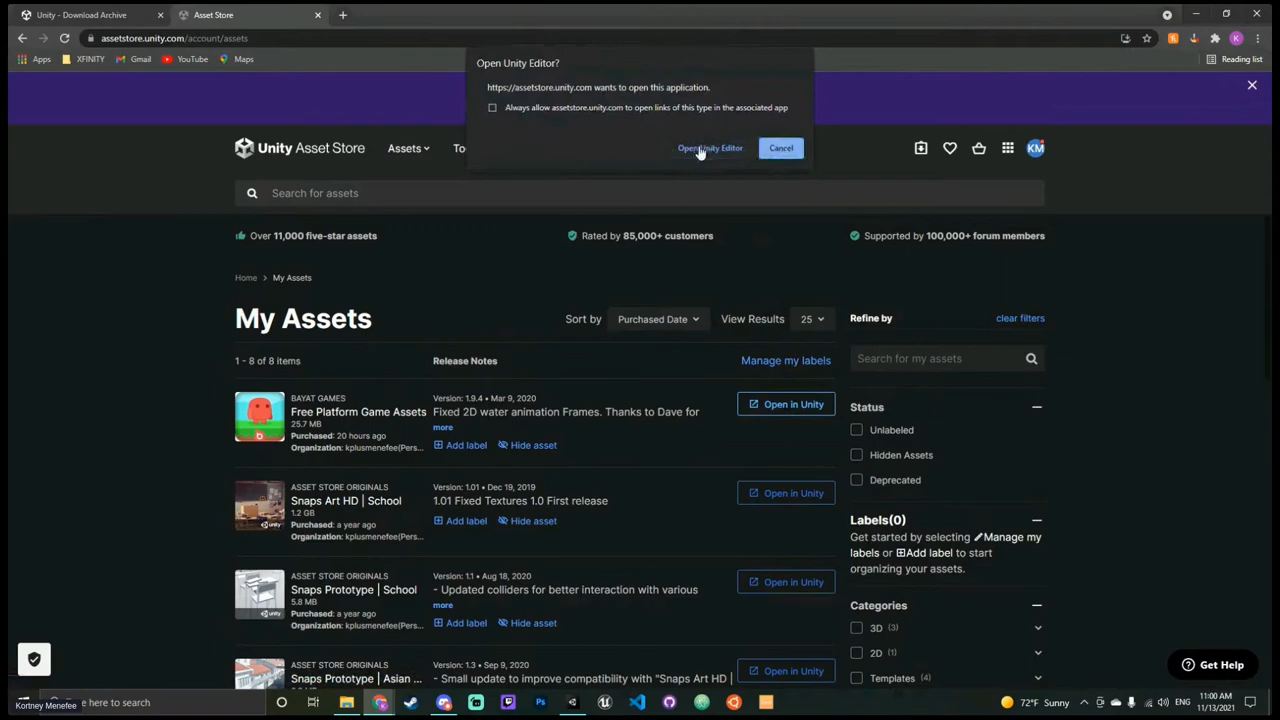 Unity - Download Archive
Asset Store
assetstore.unity.com/account/assets
Apps
XFINITY
Gmail
YouTube
Maps
Reading list
Open Unity Editor?
https://assetstore.unity.com wants to open this application.
Always allow assetstore.unity.com to open links of this type in the associated app
Open Unity Editor
Cancel
Unity Asset Store
Assets
To
KM
Search for assets
Over 11,000 five-star assets
Rated by 85,000+ customers
Supported by 100,000+ forum members
Home > My Assets
My Assets
Sort by
Purchased Date
View Results
25
Refine by
clear filters
1 - 8 of 8 items
Release Notes
Manage my labels
Search for my assets
BAYAT GAMES
Free Platform Game Assets
25.7 MB
Purchased: 20 hours ago
Organization: kplusmenefee(Pers...
Version: 1.9.4 • Mar 9, 2020
Fixed 2D water animation Frames. Thanks to Dave for
more
Add label
Hide asset
Open in Unity
Status
Unlabeled
Hidden Assets
Deprecated
ASSET STORE ORIGINALS
Snaps Art HD | School
1.2 GB
Purchased: a year ago
Organization: kplusmenefee(Pers...
Version: 1.01 • Dec 19, 2019
1.01 Fixed Textures 1.0 First release
Add label
Hide asset
Open in Unity
Labels(0)
Get started by selecting Manage my
labels or Add label to start
organizing your assets.
ASSET STORE ORIGINALS
Snaps Prototype | School
5.8 MB
Purchased: a year ago
Organization: kplusmenefee(Pers...
Version: 1.1 • Aug 18, 2020
- Updated colliders for better interaction with various
more
Add label
Hide asset
Open in Unity
Categories
3D (3)
2D (1)
Templates (4)
ASSET STORE ORIGINALS
Snaps Prototype | Asian ...
Version: 1.3 • Sep 9, 2020
- Small update to improve compatibility with "Snaps Art HD |
Open in Unity
Get Help
Kortney Menefee
here to search
72°F Sunny
ENG
11:00 AM
11/13/2021